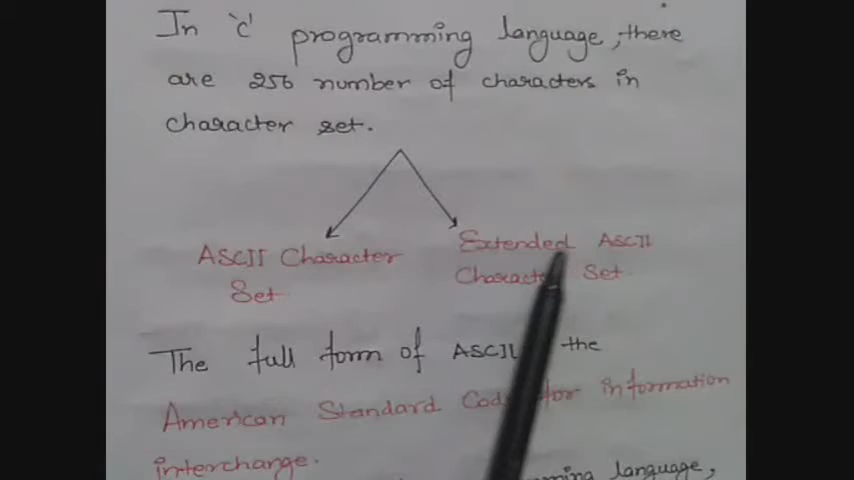 In 'c' programming language, there
are 256 number of characters in
character set.
ASCII Character
Set
Extended ASCII
Character Set
The full form of ASCII the
American Standard Code for information
interchange.
language,